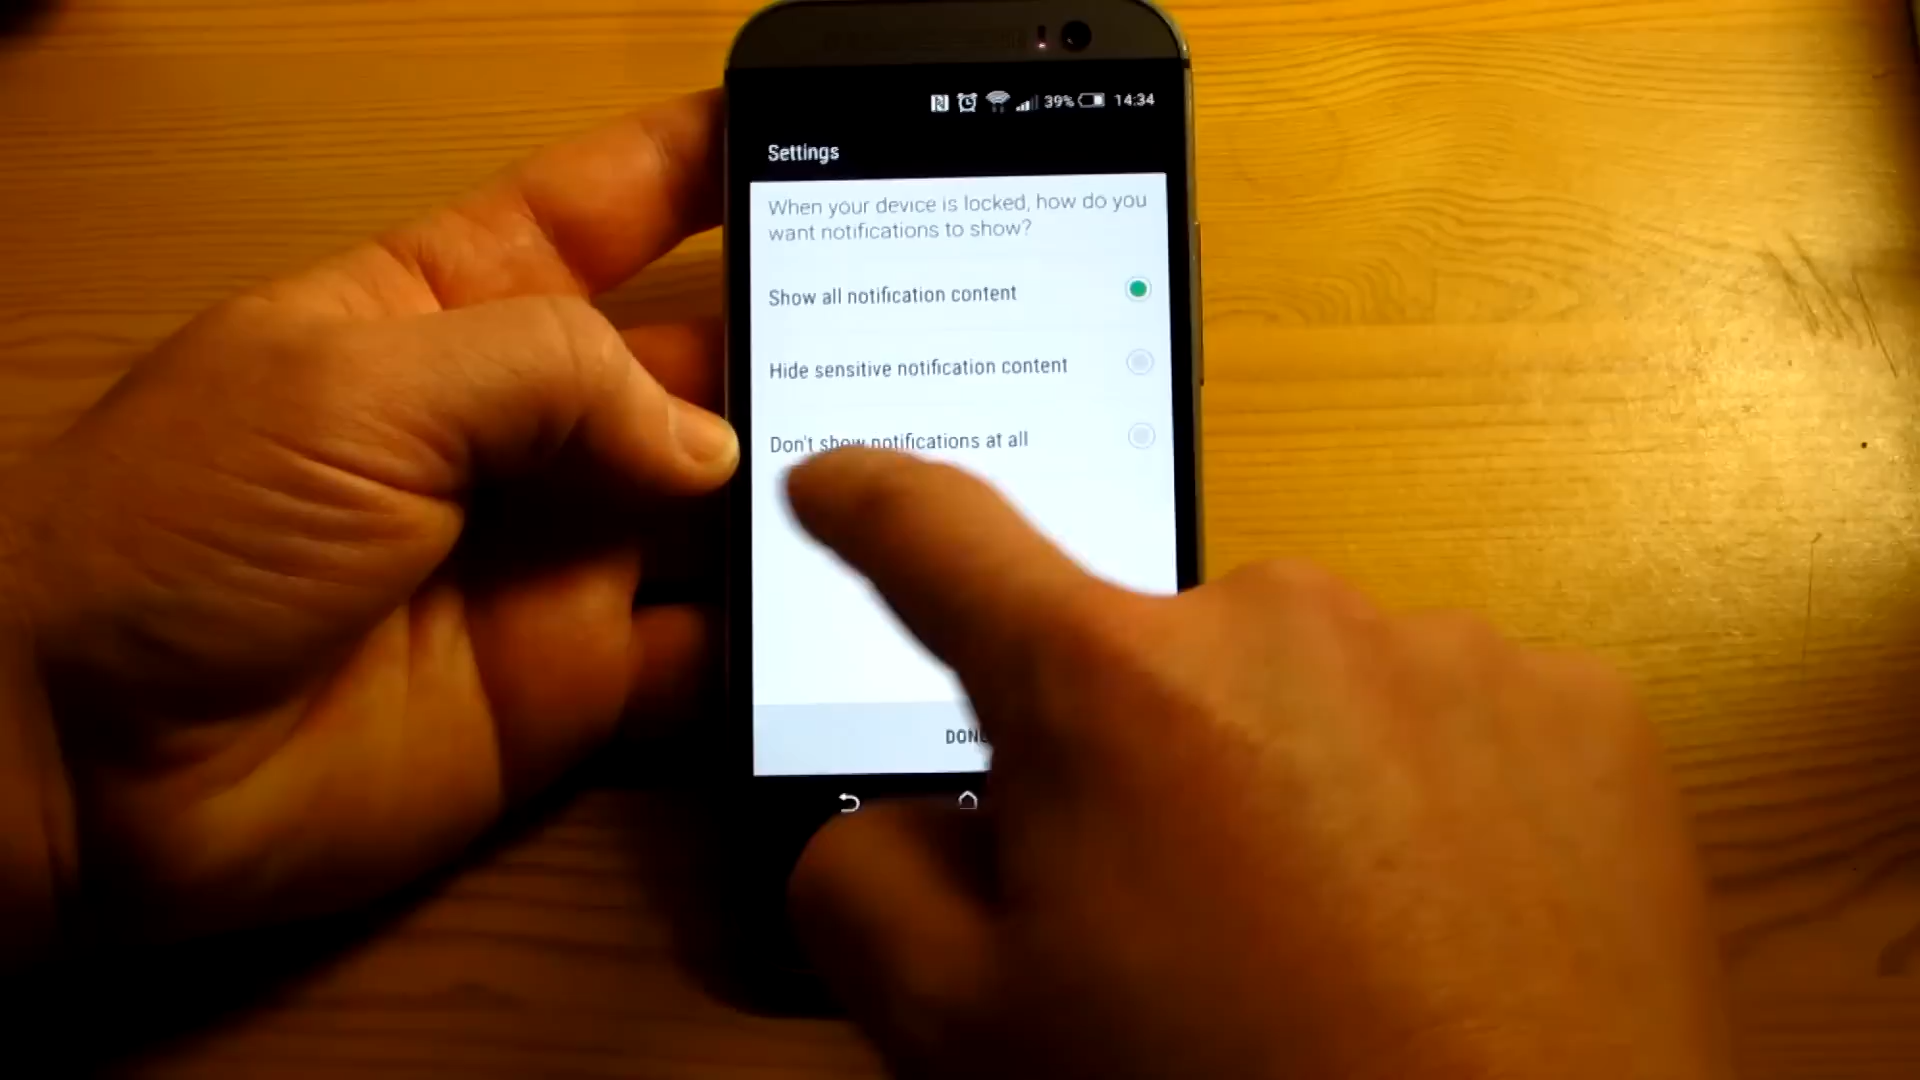 39% 14:34
Settings
When your device is locked, how do you
want notifications to show?
Show all notification content
Hide sensitive notification content
Don't show notifications at all
DONE